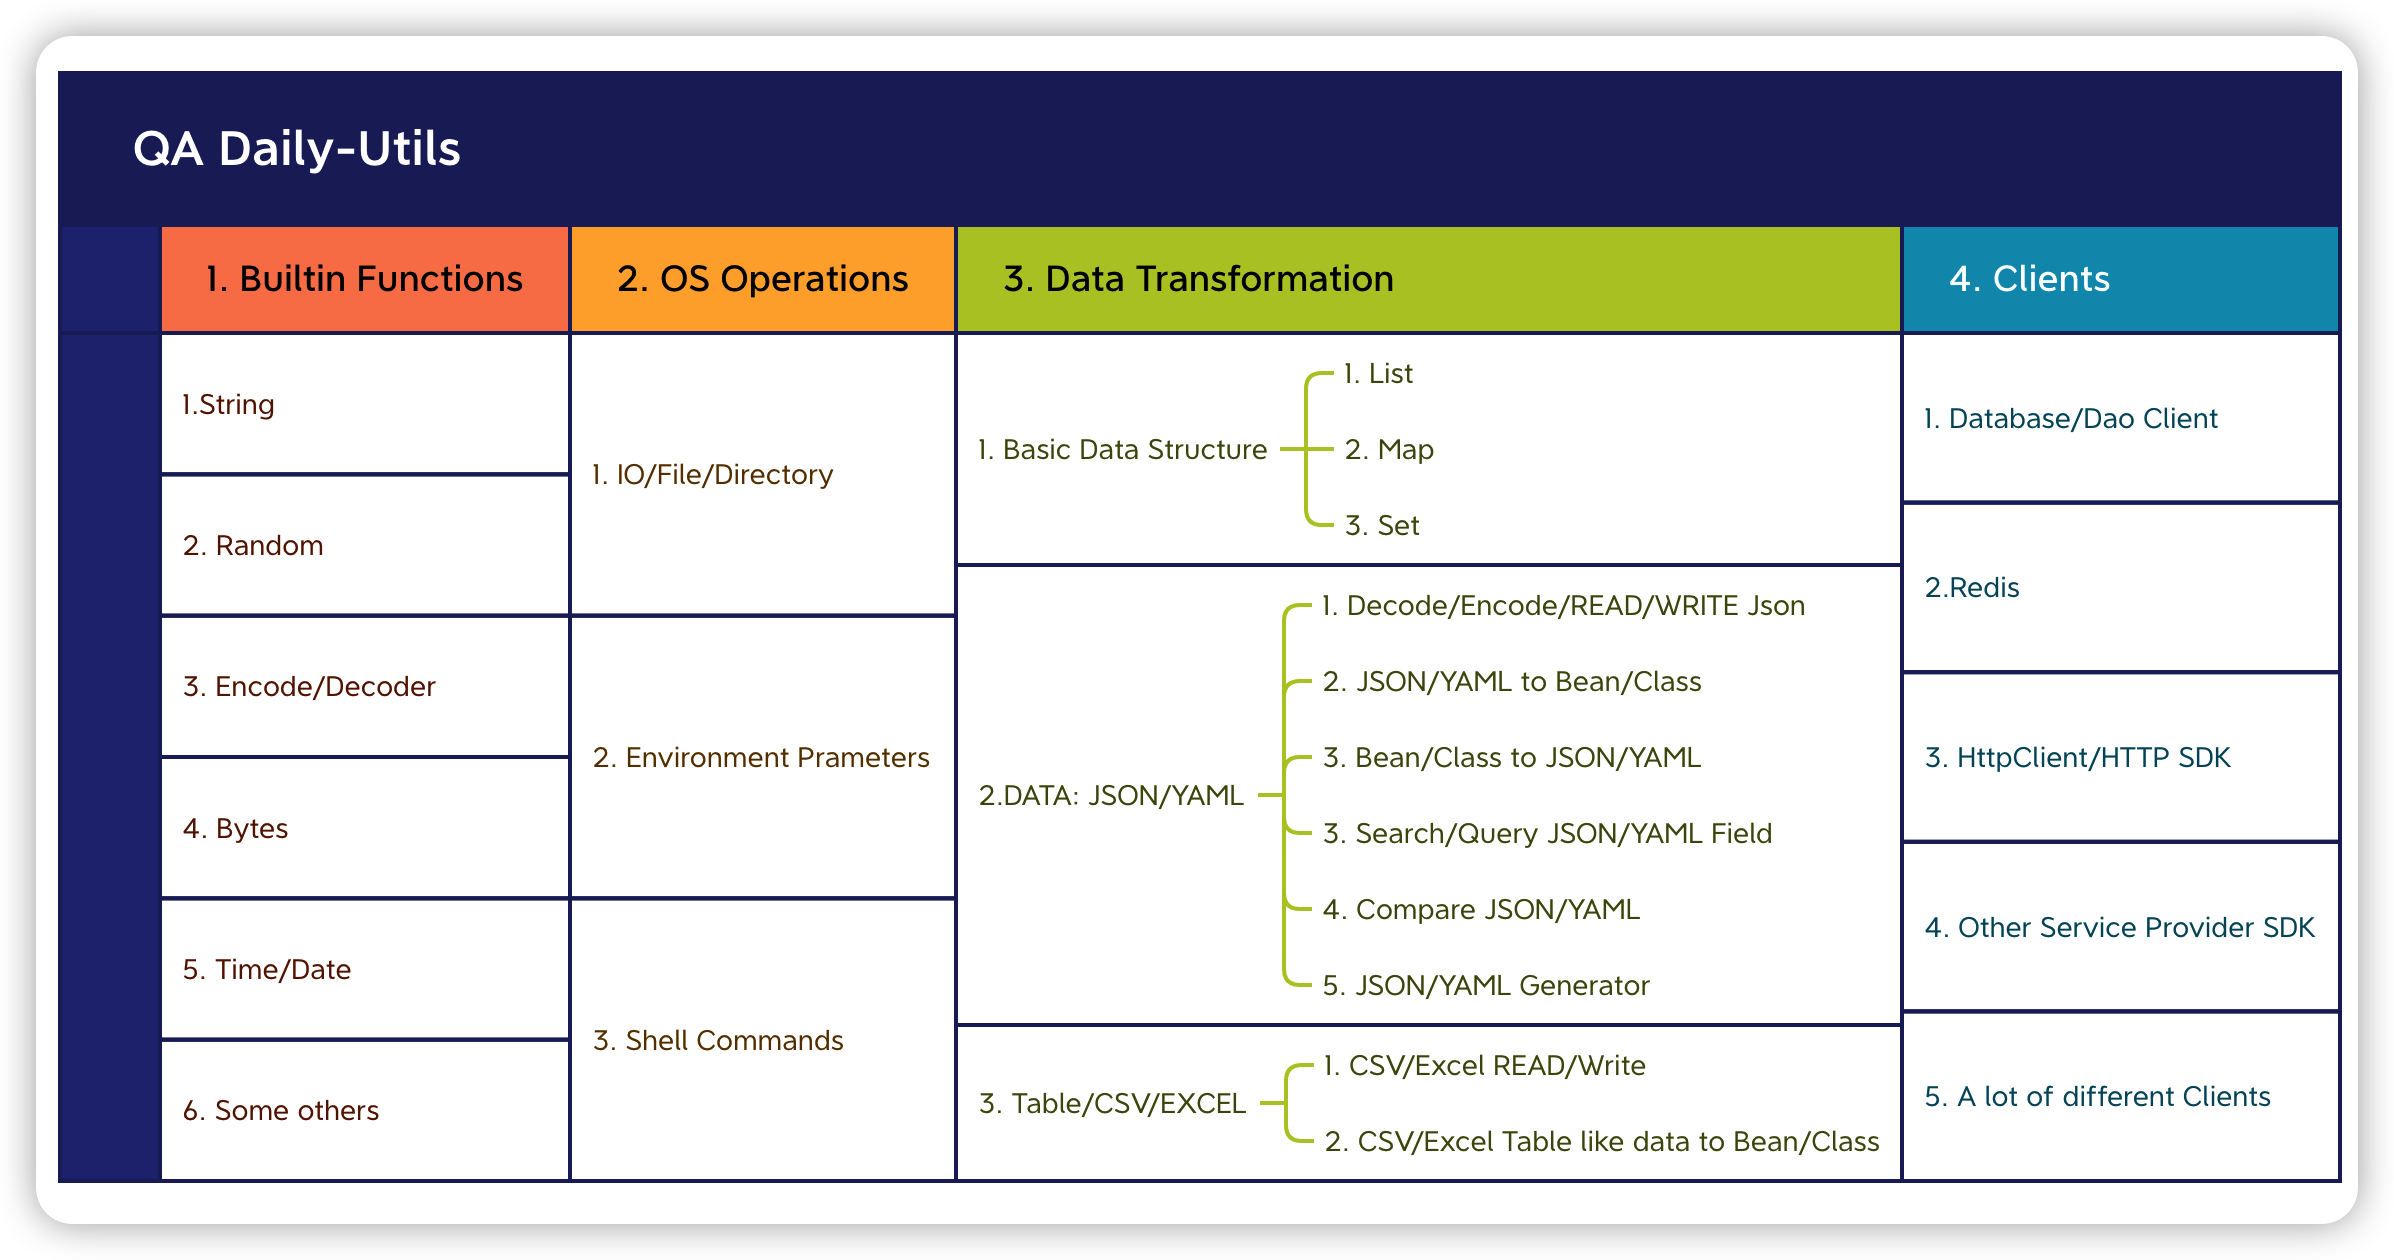 QA Daily-Utils
1. Builtin Functions
2. OS Operations
3. Data Transformation
4. Clients
1.String
2. Random
3. Encode/Decoder
4. Bytes
5. Time/Date
6. Some others
1. IO/File/Directory
2. Environment Prameters
3. Shell Commands
1. Basic Data Structure
1. List
2. Map
3. Set
2.DATA: JSON/YAML
1. Decode/Encode/READ/WRITE Json
2. JSON/YAML to Bean/Class
3. Bean/Class to JSON/YAML
3. Search/Query JSON/YAML Field
4. Compare JSON/YAML
5. JSON/YAML Generator
3. Table/CSV/EXCEL
1. CSV/Excel READ/Write
2. CSV/Excel Table like data to Bean/Class
1. Database/Dao Client
2.Redis
3. HttpClient/HTTP SDK
4. Other Service Provider SDK
5. A lot of different Clients